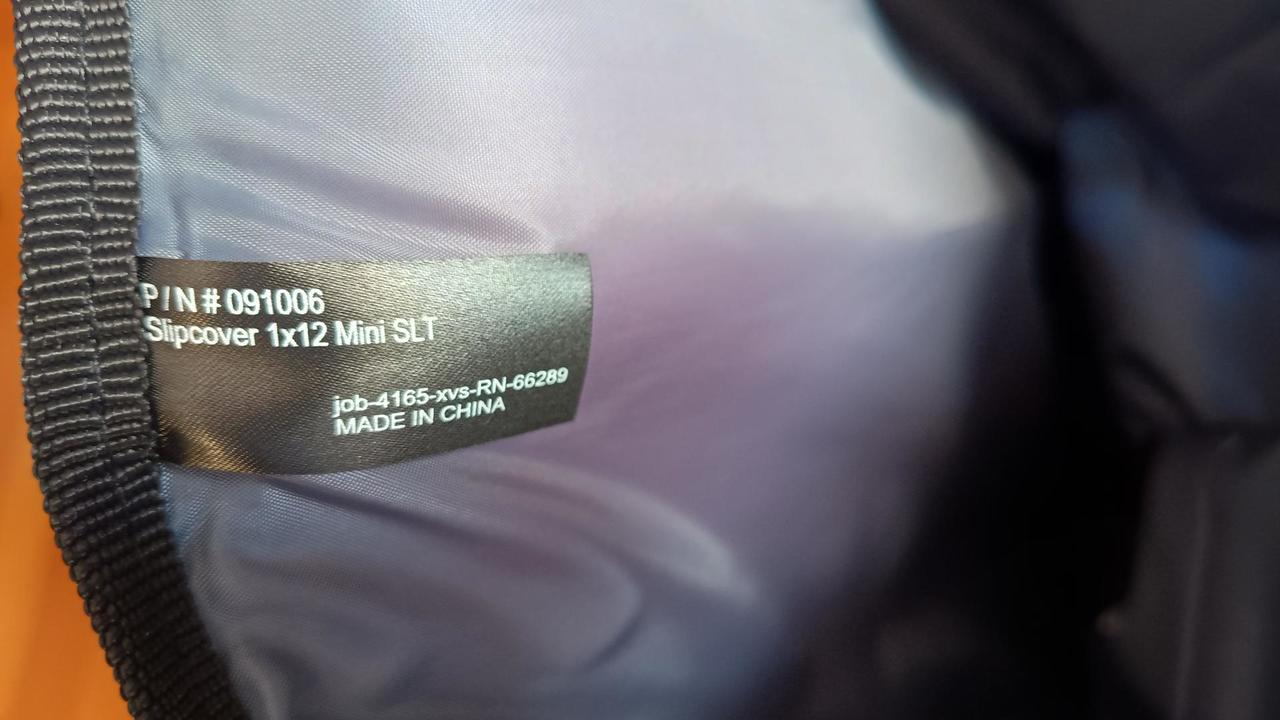 P/N # 091006
Slipcover 1x12 Mini SLT
job-4165-xvs-RN-66289
MADE IN CHINA